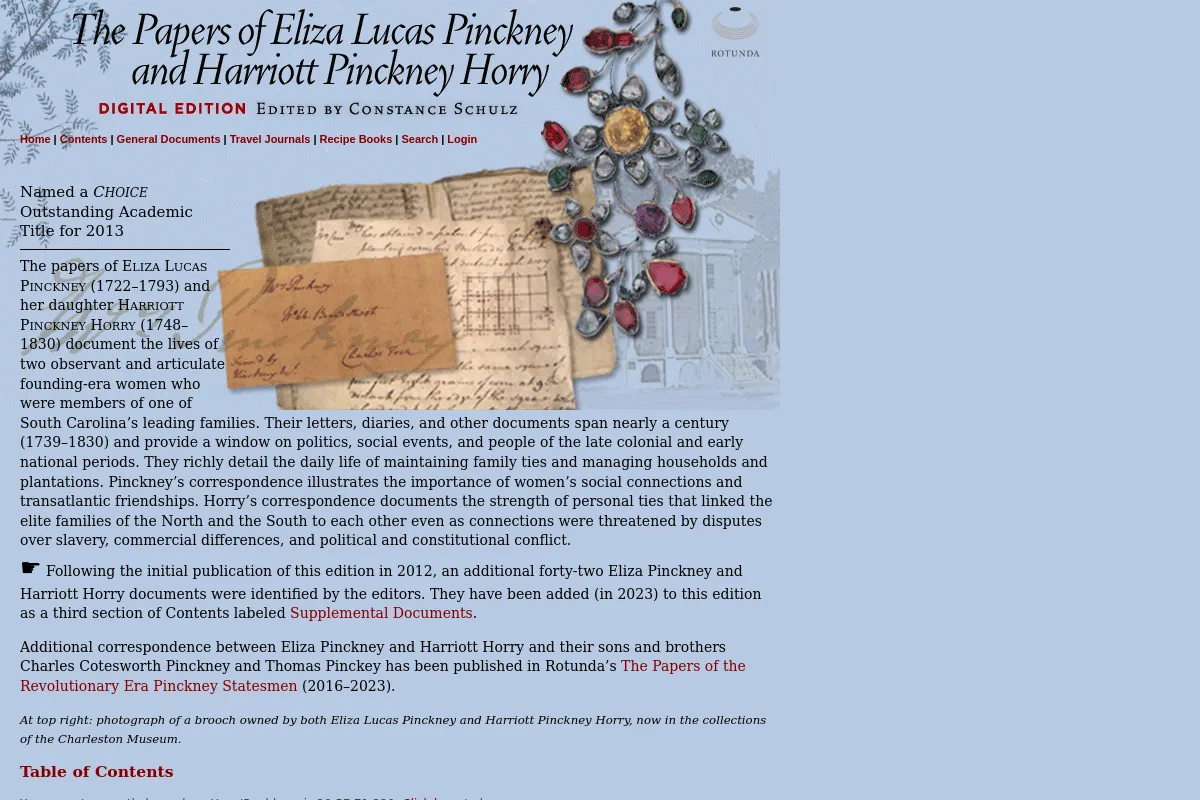 The Papers of Eliza Lucas Pinckney
and Harriott Pinckney Horry
ROTUNDA
DIGITAL EDITION EDITED BY CONSTANCE SCHULZ
Home | Contents | General Documents | Travel Journals | Recipe Books | Search | Login
Named a CHOICE
Outstanding Academic
Title for 2013
The papers of ELIZA LUCAS
PINCKNEY (1722–1793) and
her daughter HARRIOTT
PINCKNEY HORRY (1748–
1830) document the lives of
two observant and articulate
founding-era women who
were members of one of
South Carolina’s leading families. Their letters, diaries, and other documents span nearly a century
(1739–1830) and provide a window on politics, social events, and people of the late colonial and early
national periods. They richly detail the daily life of maintaining family ties and managing households and
plantations. Pinckney’s correspondence illustrates the importance of women’s social connections and
transatlantic friendships. Horry’s correspondence documents the strength of personal ties that linked the
elite families of the North and the South to each other even as connections were threatened by disputes
over slavery, commercial differences, and political and constitutional conflict.
☛ Following the initial publication of this edition in 2012, an additional forty-two Eliza Pinckney and
Harriott Horry documents were identified by the editors. They have been added (in 2023) to this edition
as a third section of Contents labeled Supplemental Documents.
Additional correspondence between Eliza Pinckney and Harriott Horry and their sons and brothers
Charles Cotesworth Pinckney and Thomas Pinckey has been published in Rotunda’s The Papers of the
Revolutionary Era Pinckney Statesmen (2016–2023).
At top right: photograph of a brooch owned by both Eliza Lucas Pinckney and Harriott Pinckney Horry, now in the collections
of the Charleston Museum.
Table of Contents